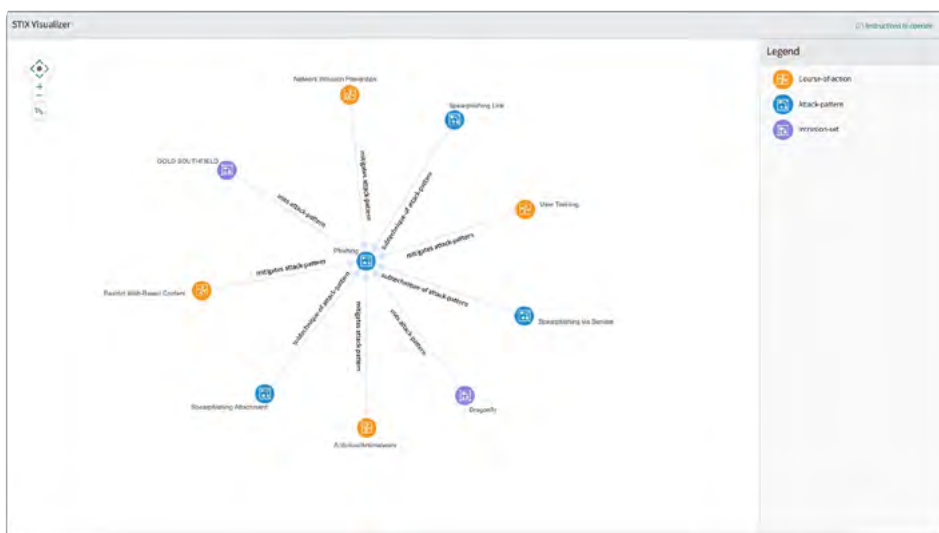 STIX Visualizer
Instructions to operate
Legend
Course-of-action
Attack-pattern
Intrusion-set
Network Intrusion Prevention
Spearphishing Link
GOLD SOUTHFIELD
mitigates attack-pattern
subtechnique of attack-pattern
uses attack-pattern
User Training
mitigates attack-patterns
Phishing
mitigates attack-pattern
subtechnique of attack-pattern
Restrict Web-Based Content
Spearphishing via Service
subtechnique of attack-pattern
mitigates attack-pattern
uses attack-pattern
Spearphishing Attachment
Dragonfly
Antivirus/Antimalware